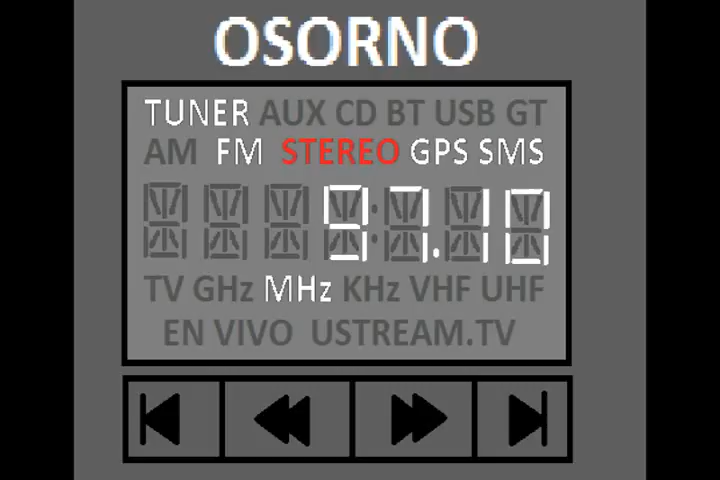 OSORNO
TUNER AUX CD BT USB GT
AM FM STEREO GPS SMS
97.10
TV GHz MHz KHz VHF UHF
EN VIVO USTREAM.TV